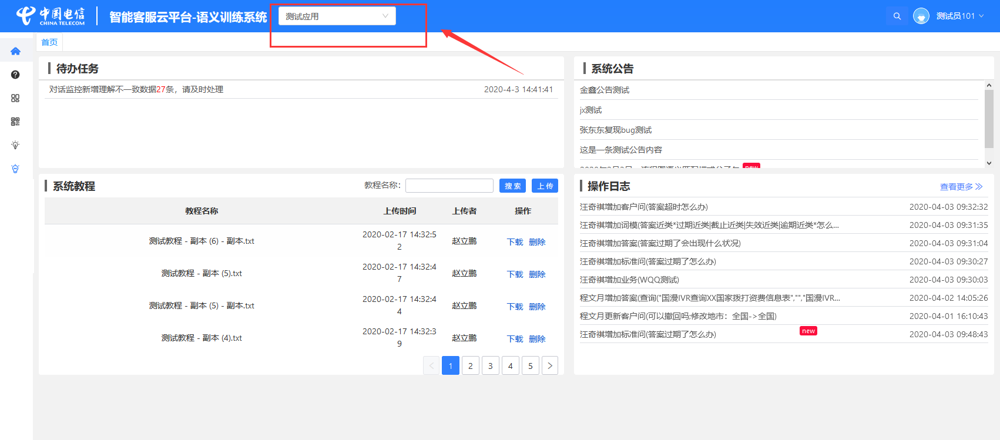 中国电信
CHINA TELECOM
智能客服云平台-语义训练系统
测试应用
测试员101
首页
待办任务
对话监控新增理解不一致数据27条，请及时处理 2020-4-3 14:41:41
系统公告
金鑫公告测试
jx测试
张东东复现bug测试
这是一条测试公告内容
new
系统教程
教程名称：
搜 索
上 传
教程名称 上传时间 上传者 操作
测试教程 - 副本 (6) - 副本.txt 2020-02-17 14:32:5 赵立鹏 下载 删除
2
测试教程 - 副本 (5).txt 2020-02-17 14:32:4 赵立鹏 下载 删除
7
测试教程 - 副本 (5) - 副本.txt 2020-02-17 14:32:4 赵立鹏 下载 删除
4
测试教程 - 副本 (4).txt 2020-02-17 14:32:3 赵立鹏 下载 删除
9
1 2 3 4 5
操作日志
查看更多
汪奇祺增加客户问(答案超时怎么办) 2020-04-03 09:32:32
汪奇祺增加词模(答案近类*过期近类|截止近类|失效近类|逾期近类*怎么... 2020-04-03 09:31:35
汪奇祺增加答案(答案过期了会出现什么状况) 2020-04-03 09:31:04
汪奇祺增加标准问(答案过期了怎么办) 2020-04-03 09:30:27
汪奇祺增加业务(WQQ测试) 2020-04-03 09:30:03
程文月增加答案(查询("国漫IVR查询XX国家拨打资费信息表","","国漫IVR... 2020-04-02 14:05:26
程文月更新客户问(可以撤回吗;修改地市：全国->全国) 2020-04-01 16:10:43
汪奇祺增加标准问(答案过期了怎么办) new 2020-04-03 09:48:43